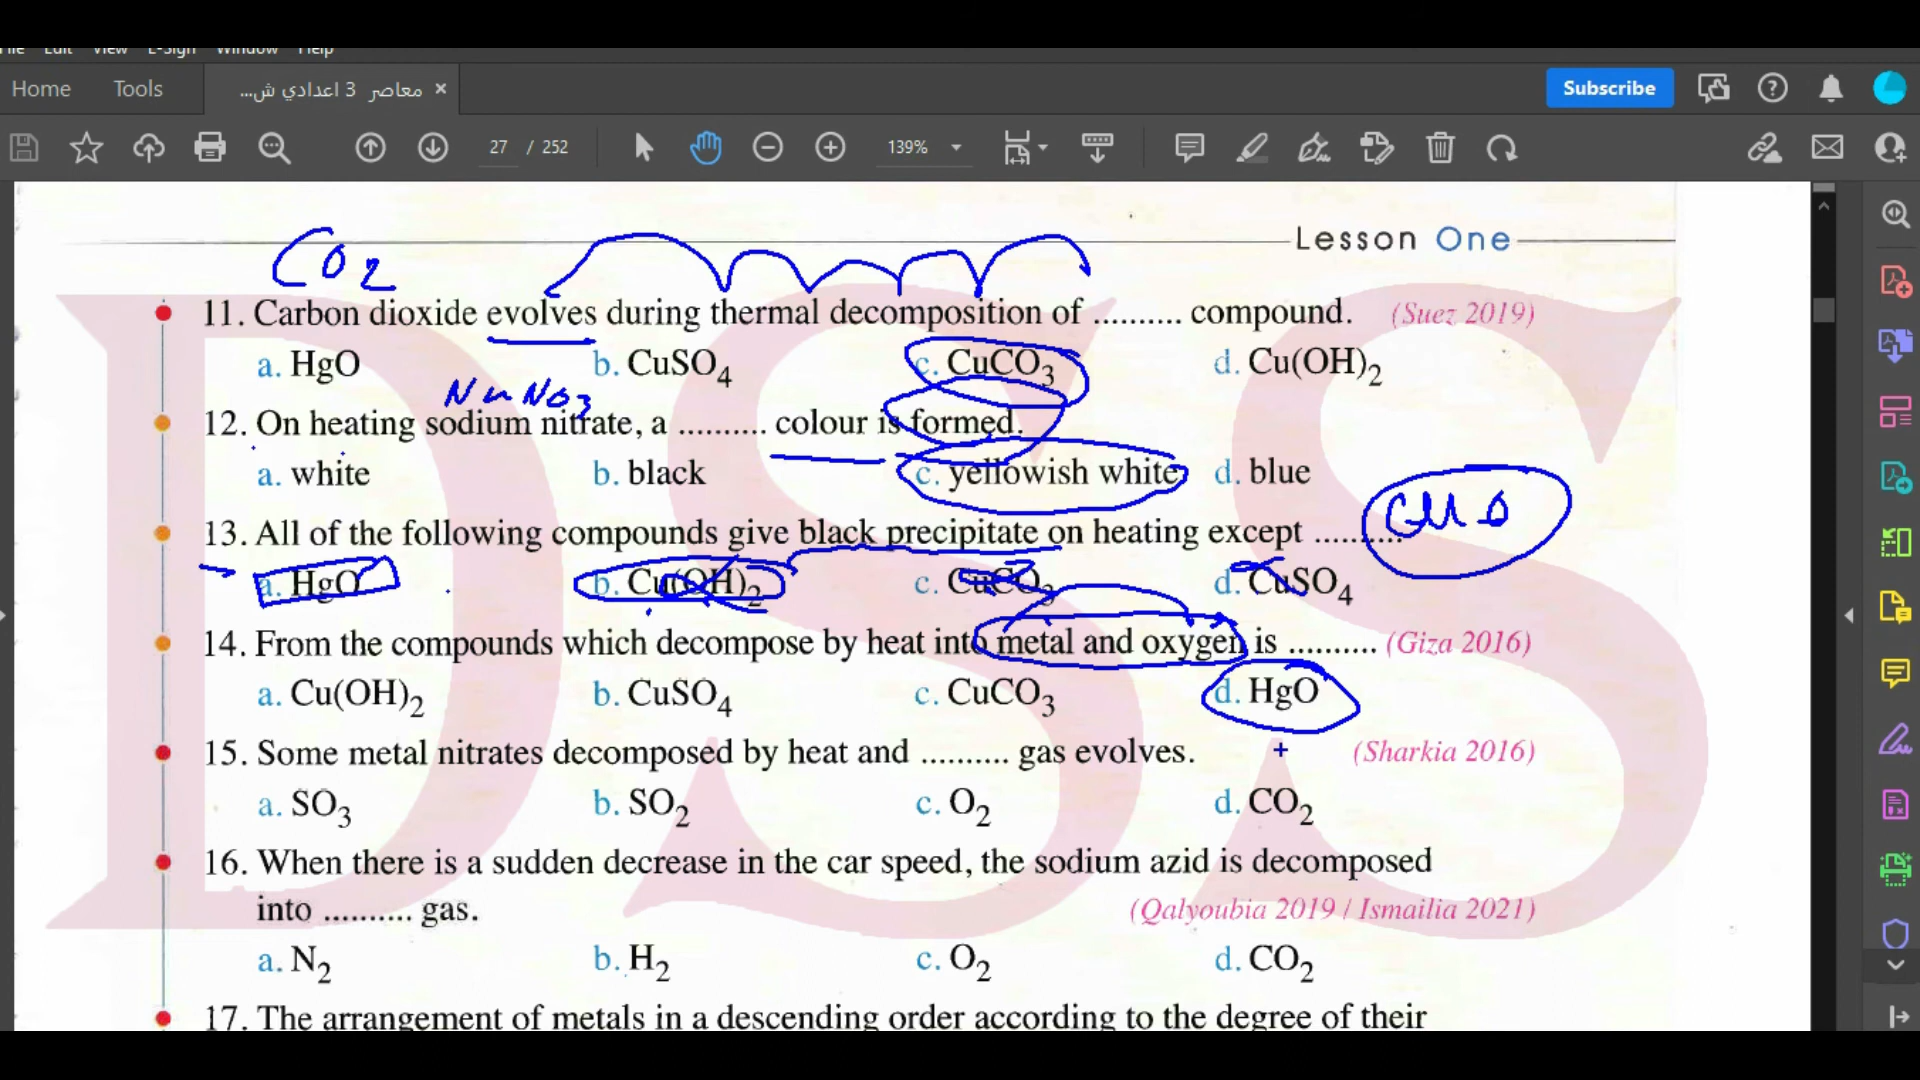 File Edit View E-Sign Window Help
Home Tools معاصر 3 اعدادي ش... ×
Subscribe
27 / 252 139%
Lesson One
CO2
11. Carbon dioxide evolves during thermal decomposition of .......... compound. (Suez 2019)
a. HgO b. CuSO4 c. CuCO3 d. Cu(OH)2
NaNO3
12. On heating sodium nitrate, a .......... colour is formed.
a. white b. black c. yellowish white d. blue
CuO
13. All of the following compounds give black precipitate on heating except ..........
a. HgO b. Cu(OH)2 c. CuCO3 d. CuSO4
14. From the compounds which decompose by heat into metal and oxygen is .......... (Giza 2016)
a. Cu(OH)2 b. CuSO4 c. CuCO3 d. HgO
15. Some metal nitrates decomposed by heat and .......... gas evolves. (Sharkia 2016)
a. SO3 b. SO2 c. O2 d. CO2
16. When there is a sudden decrease in the car speed, the sodium azid is decomposed
into .......... gas. (Qalyoubia 2019 / Ismailia 2021)
a. N2 b. H2 c. O2 d. CO2
17. The arrangement of metals in a descending order according to the degree of their
DSS